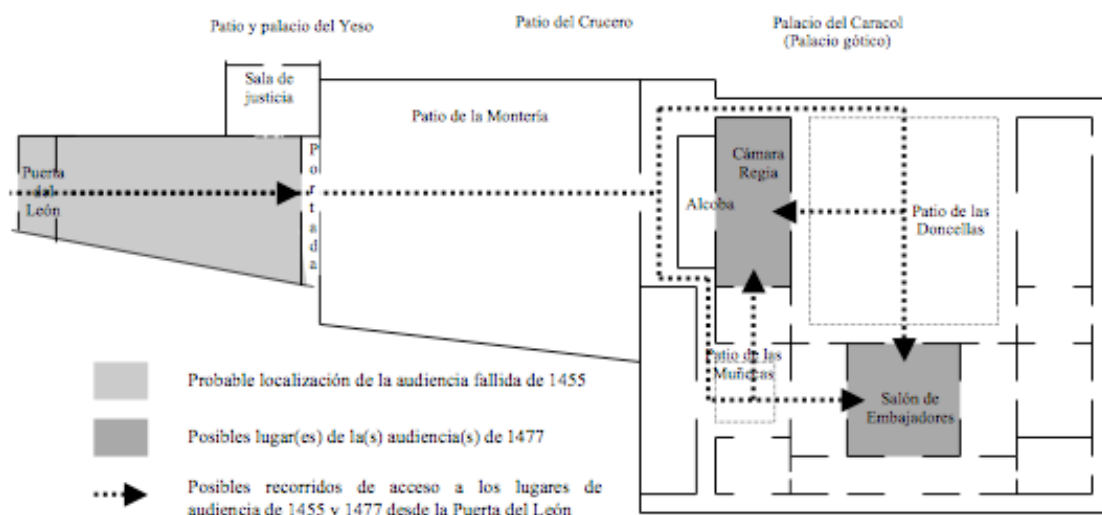 Patio y palacio del Yeso
Patio del Crucero
Palacio del Caracol
(Palacio gótico)
Sala de
justicia
Patio de la Montería
Puerta
del
León
Portada
Cámara
Regia
Alcoba
Patio de las
Doncellas
Patio de las
Muñecas
Salón de
Embajadores
Probable localización de la audiencia fallida de 1455
Posibles lugar(es) de la(s) audiencia(s) de 1477
Posibles recorridos de acceso a los lugares de
audiencia de 1455 y 1477 desde la Puerta del León